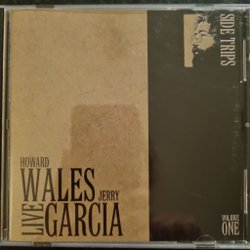 SIDE TRIPS
HOWARD
WALES
JERRY
LIVE
GARCIA
VOLUME
ONE